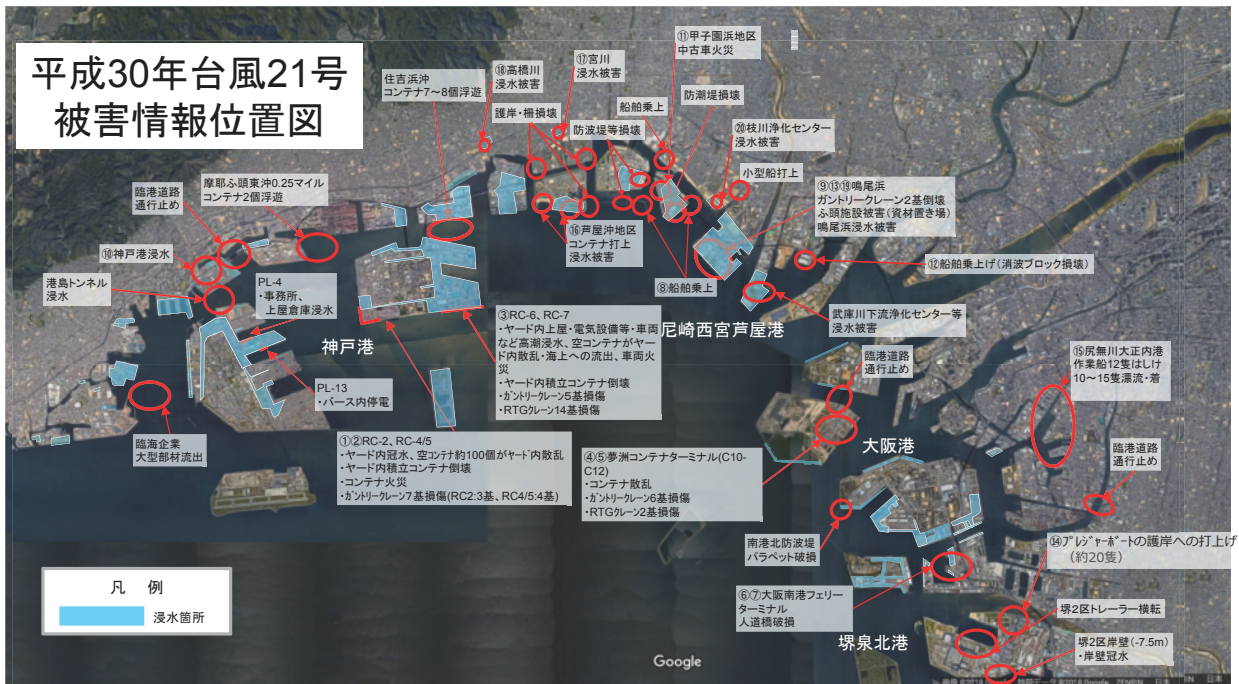 平成30年台風21号
被害情報位置図
住吉浜沖
コンテナ7～8個浮遊
⑱高橋川
浸水被害
⑰宮川
浸水被害
護岸・柵損壊
防波堤等損壊
船舶乗上
⑪甲子園浜地区
中古車火災
防潮堤損壊
⑳枝川浄化センター
浸水被害
小型船打上
⑨⑬⑲鳴尾浜
ガントリークレーン2基倒壊
ふ頭施設被害(資材置き場)
鳴尾浜浸水被害
臨港道路
通行止め
摩耶ふ頭東沖0.25マイル
コンテナ2個浮遊
⑩神戸港浸水
港島トンネル
浸水
PL-4
・事務所、
上屋倉庫浸水
⑯芦屋沖地区
コンテナ打上
浸水被害
⑧船舶乗上
⑫船舶乗上げ(消波ブロック損壊)
武庫川下流浄化センター等
浸水被害
尼崎西宮芦屋港
神戸港
③RC-6、RC-7
・ヤード内上屋・電気設備等・車両
など高潮浸水、空コンテナがヤー
ド内散乱・海上への流出、車両火
災
・ヤード内積立コンテナ倒壊
・ガントリークレーン5基損傷
・RTGクレーン14基損傷
PL-13
・バース内停電
臨海企業
大型部材流出
①②RC-2、RC-4/5
・ヤード内冠水、空コンテナ約100個がヤード内散乱
・ヤード内積立コンテナ倒壊
・コンテナ火災
・ガントリークレーン7基損傷(RC2:3基、RC4/5:4基)
臨港道路
通行止め
⑮尻無川大正内港
作業船12隻はしけ
10～15隻漂流・着
大阪港
④⑤夢洲コンテナターミナル(C10-
C12)
・コンテナ散乱
・ガントリークレーン6基損傷
・RTGクレーン2基損傷
臨港道路
通行止め
南港北防波堤
パラペット破損
⑭プレジャーボートの護岸への打上げ
(約20隻)
⑥⑦大阪南港フェリー
ターミナル
人道橋破損
堺2区トレーラー横転
堺泉北港
堺2区岸壁(-7.5m)
・岸壁冠水
凡 例
浸水箇所
Google